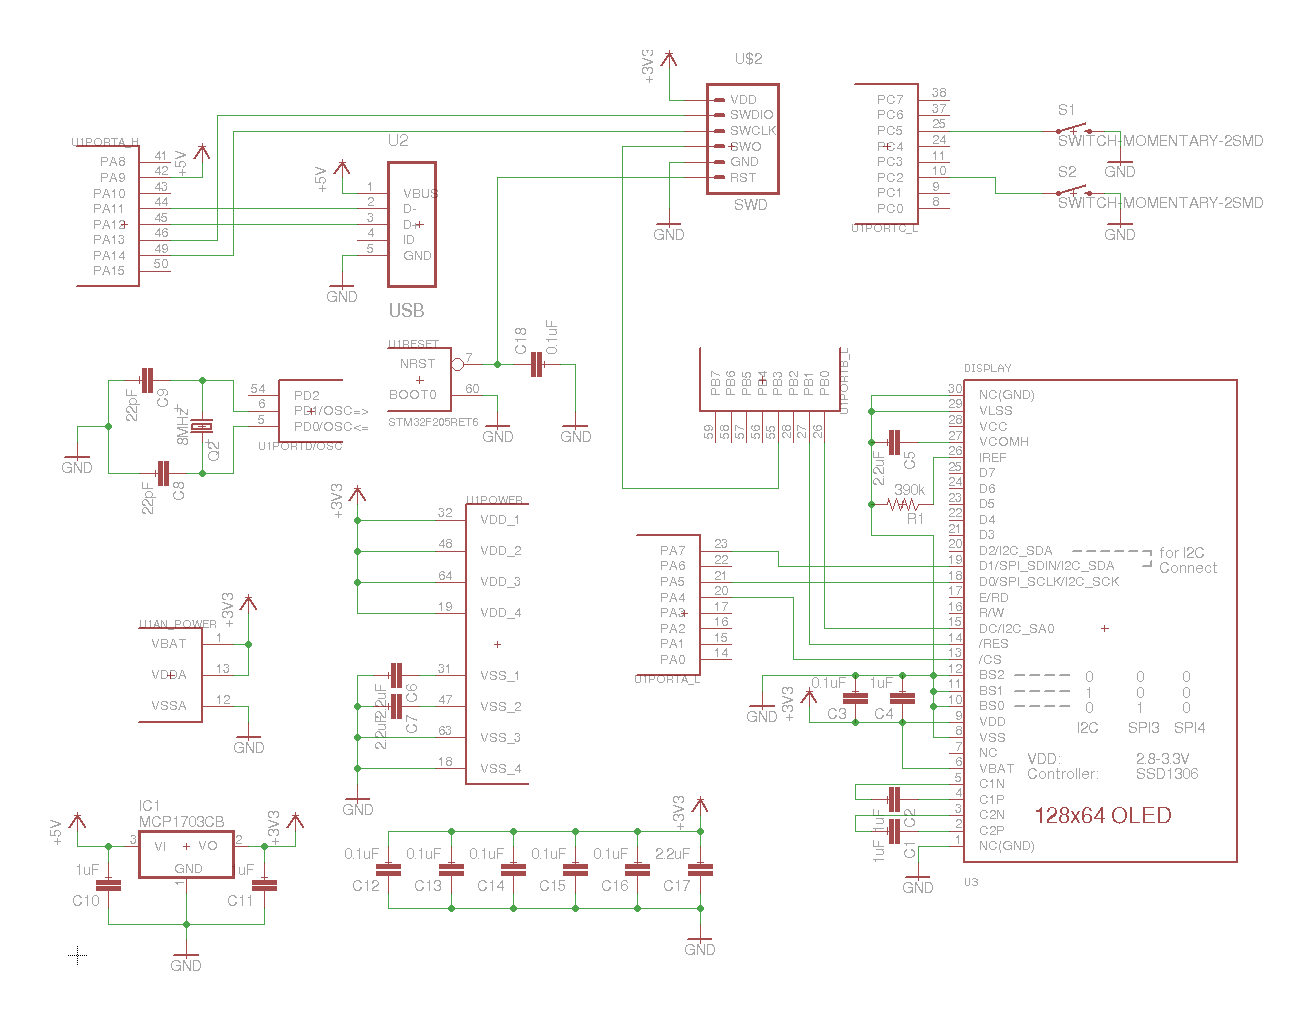 +3V3
U$2
VDD
SWDIO
SWCLK
SWO
GND
RST
SWD
GND
PC7 38
PC6 37
PC5 25
PC4 24
PC3 11
PC2 10
PC1 9
PC0 8
U1PORTC_L
S1
SWITCH-MOMENTARY-2SMD
GND
S2
SWITCH-MOMENTARY-2SMD
GND
U1PORTA_H
PA8 41
PA9 42
PA10 43
PA11 44
PA12 45
PA13 46
PA14 49
PA15 50
+5V
U2
+5V
1 VBUS
2 D-
3 D+
4 ID
5 GND
GND
USB
U1RESET
NRST 7
BOOT0 60
STM32F205RET6
C18
0.1uF
GND
GND
22pF
C9
8MHz
Q2
22pF
C8
GND
54 PD2
6 PD1/OSC=>
5 PD0/OSC<=
U1PORTD/OSC
PB7
PB6
PB5
PB4
PB3
PB2
PB1
PB0
59
58
57
56
55
28
27
26
U1PORTB_L
+3V3
U1POWER
32 VDD_1
48 VDD_2
64 VDD_3
19 VDD_4
31 VSS_1
47 VSS_2
63 VSS_3
18 VSS_4
2.2uF
C6
2.2uF
C7
GND
PA7 23
PA6 22
PA5 21
PA4 20
PA3 17
PA2 16
PA1 15
PA0 14
U1PORTA_L
+3V3
U1AN_POWER
VBAT 1
VDDA 13
VSSA 12
GND
DISPLAY
30 NC(GND)
29 VLSS
28 VCC
27 VCOMH
26 IREF
25 D7
24 D6
23 D5
22 D4
21 D3
20 D2/I2C_SDA
19 D1/SPI_SDIN/I2C_SDA
18 D0/SPI_SCLK/I2C_SCK
17 E/RD
16 R/W
15 DC/I2C_SA0
14 /RES
13 /CS
12 BS2 0 0 0
11 BS1 1 0 0
10 BS0 0 1 0
I2C SPI3 SPI4
9 VDD
8 VSS
7 NC
6 VBAT
5 C1N
4 C1P
3 C2N
2 C2P
1 NC(GND)
for I2C
Connect
VDD: 2.8-3.3V
Controller: SSD1306
128x64 OLED
U3
2.2uF
C5
390k
R1
GND
+3V3
0.1uF
C3
1uF
C4
1uF
C2
1uF
C1
GND
+5V
IC1
MCP1703CB
3 VI VO 2
GND
1
+3V3
1uF
C10
uF
C11
GND
+3V3
0.1uF
C12
0.1uF
C13
0.1uF
C14
0.1uF
C15
0.1uF
C16
2.2uF
C17
GND